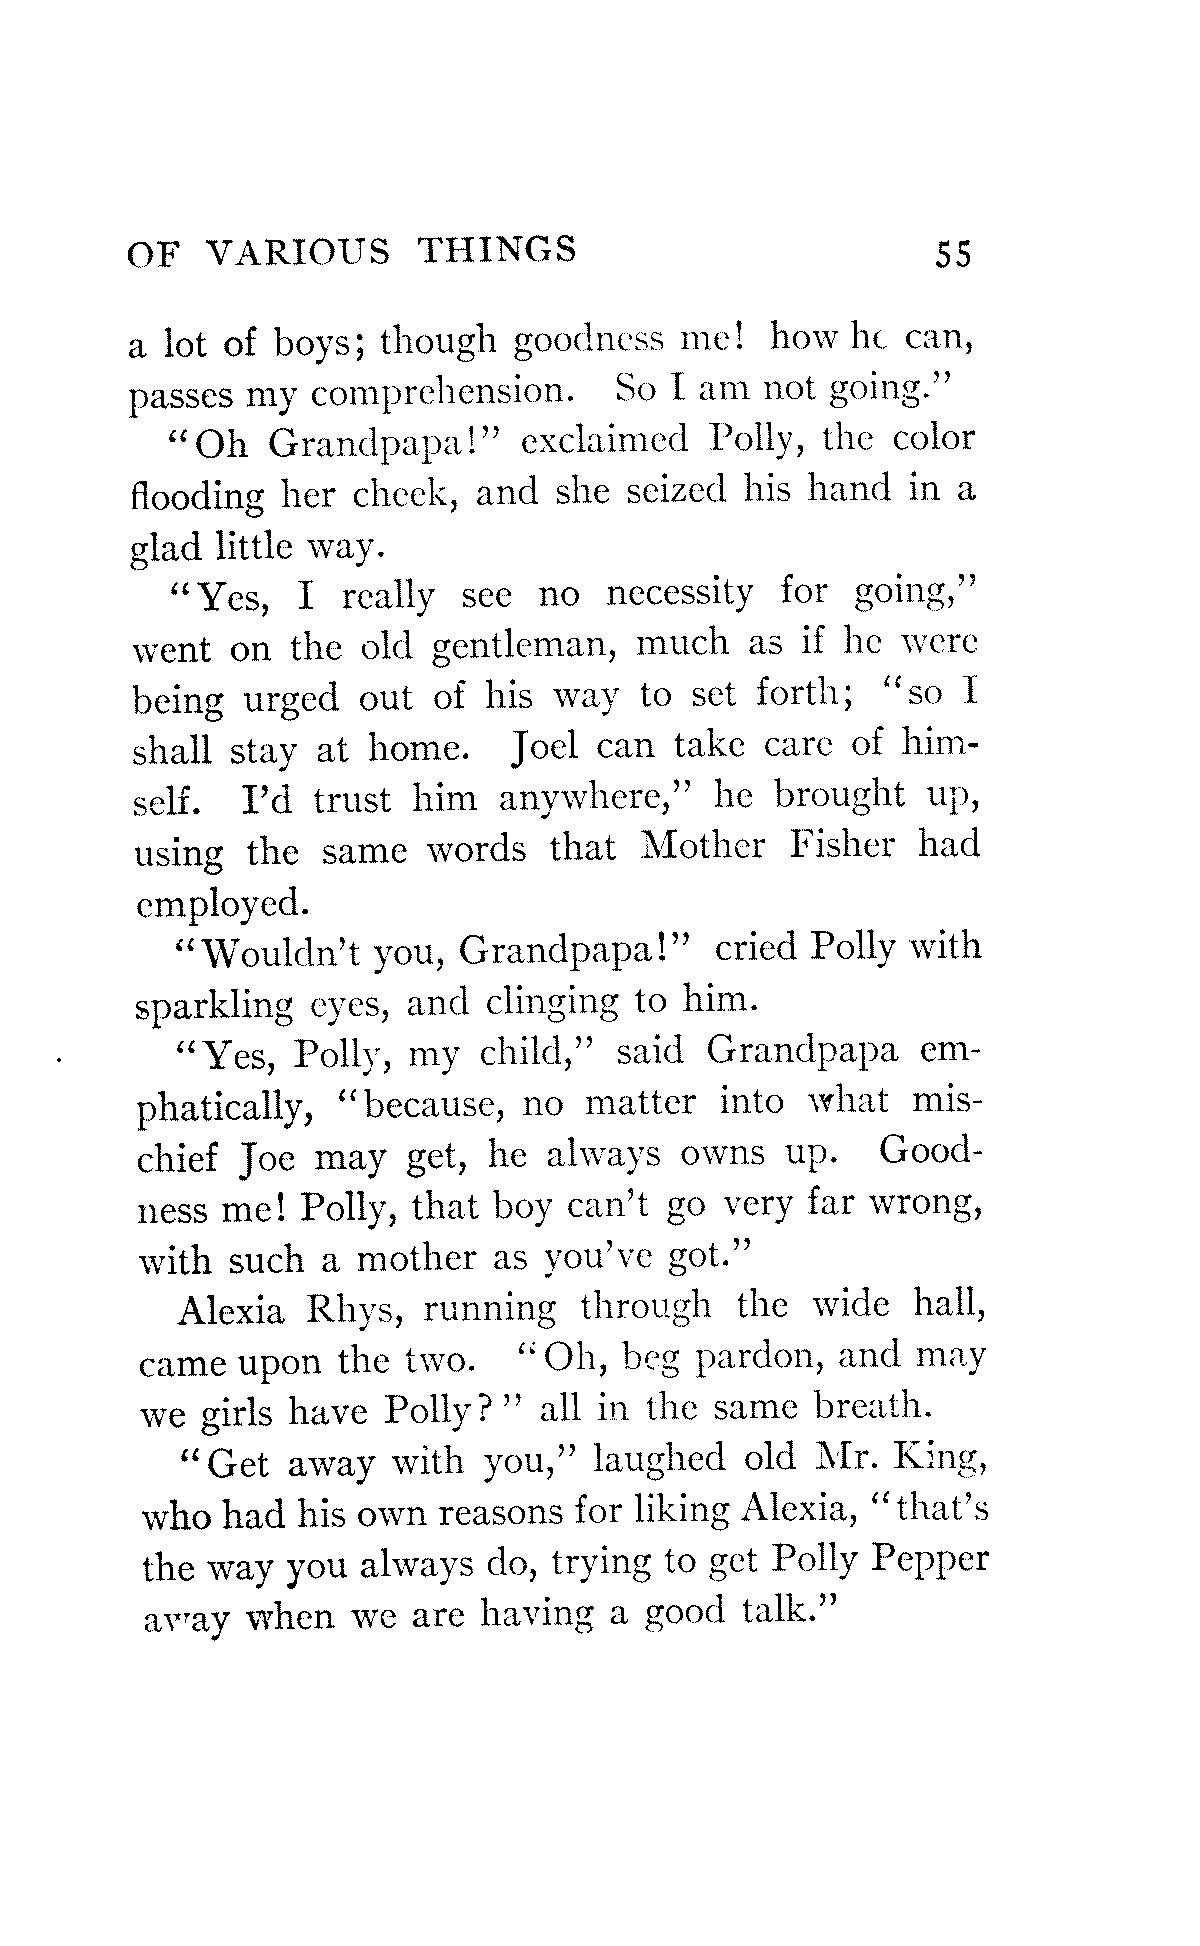 OF VARIOUS THINGS 55
a lot of boys; though goodness me! how he can,
passes my comprehension. So I am not going."
"Oh Grandpapa!" exclaimed Polly, the color
flooding her cheek, and she seized his hand in a
glad little way.
"Yes, I really see no necessity for going,"
went on the old gentleman, much as if he were
being urged out of his way to set forth; "so I
shall stay at home. Joel can take care of him-
self. I'd trust him anywhere," he brought up,
using the same words that Mother Fisher had
employed.
"Wouldn't you, Grandpapa!" cried Polly with
sparkling eyes, and clinging to him.
"Yes, Polly, my child," said Grandpapa em-
phatically, "because, no matter into what mis-
chief Joe may get, he always owns up. Good-
ness me! Polly, that boy can't go very far wrong,
with such a mother as you've got."
Alexia Rhys, running through the wide hall,
came upon the two. "Oh, beg pardon, and may
we girls have Polly?" all in the same breath.
"Get away with you," laughed old Mr. King,
who had his own reasons for liking Alexia, "that's
the way you always do, trying to get Polly Pepper
away when we are having a good talk."